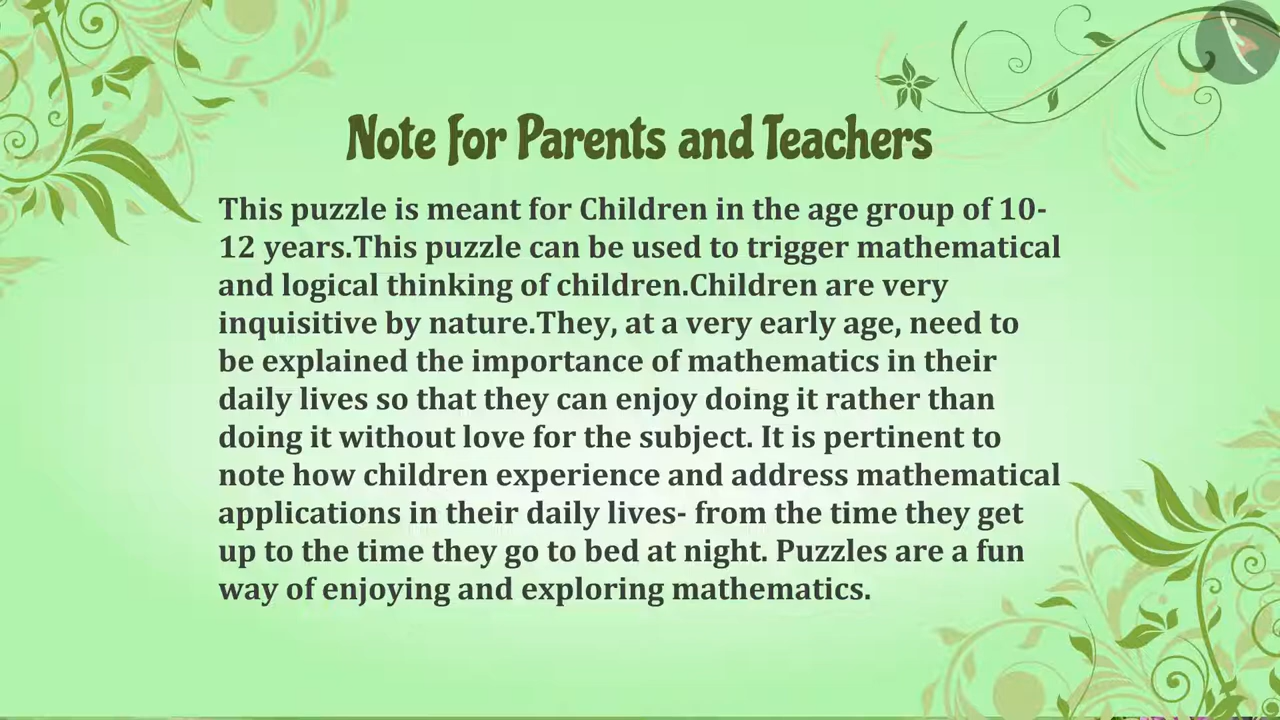 Note for Parents and Teachers
This puzzle is meant for Children in the age group of 10-
12 years.This puzzle can be used to trigger mathematical
and logical thinking of children.Children are very
inquisitive by nature.They, at a very early age, need to
be explained the importance of mathematics in their
daily lives so that they can enjoy doing it rather than
doing it without love for the subject. It is pertinent to
note how children experience and address mathematical
applications in their daily lives- from the time they get
up to the time they go to bed at night. Puzzles are a fun
way of enjoying and exploring mathematics.